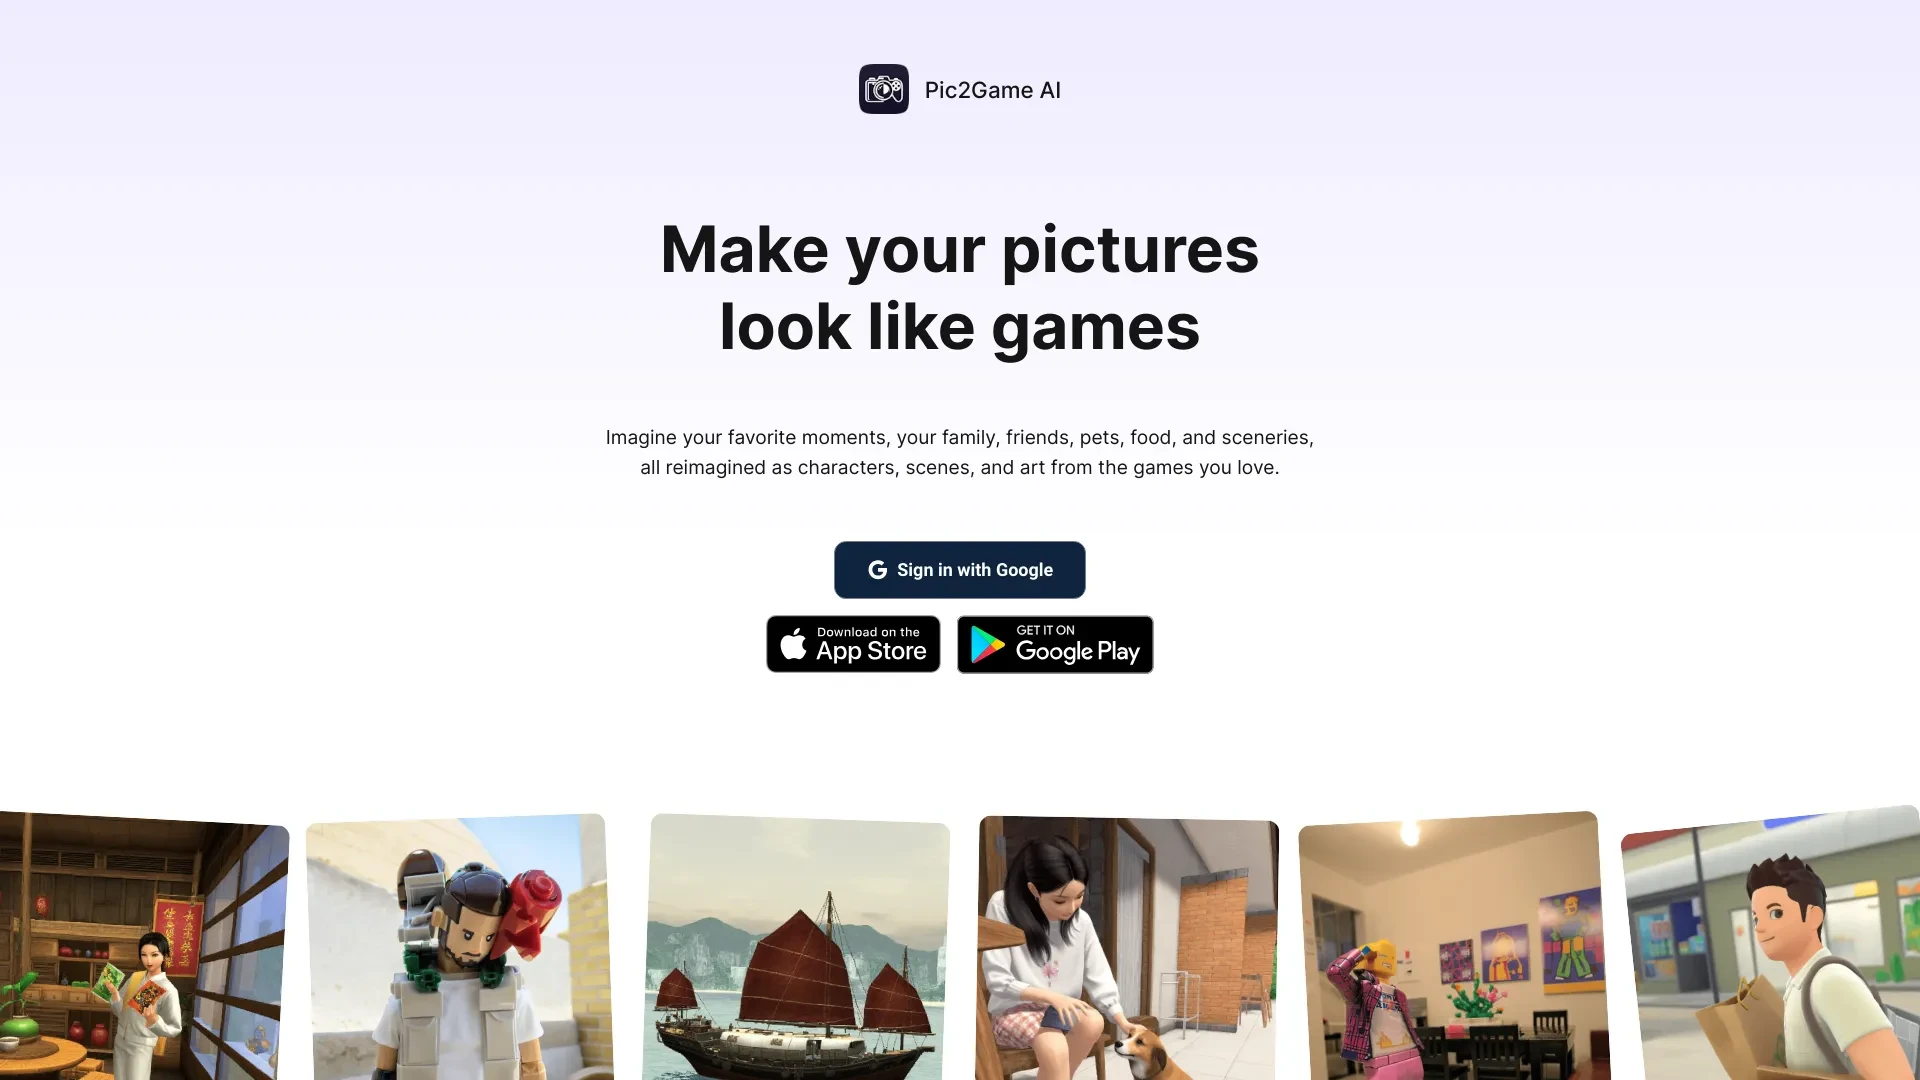 Pic2Game AI
Make your pictures
look like games
Imagine your favorite moments, your family, friends, pets, food, and sceneries,
all reimagined as characters, scenes, and art from the games you love.
Sign in with Google
Download on the
App Store
GET IT ON
Google Play